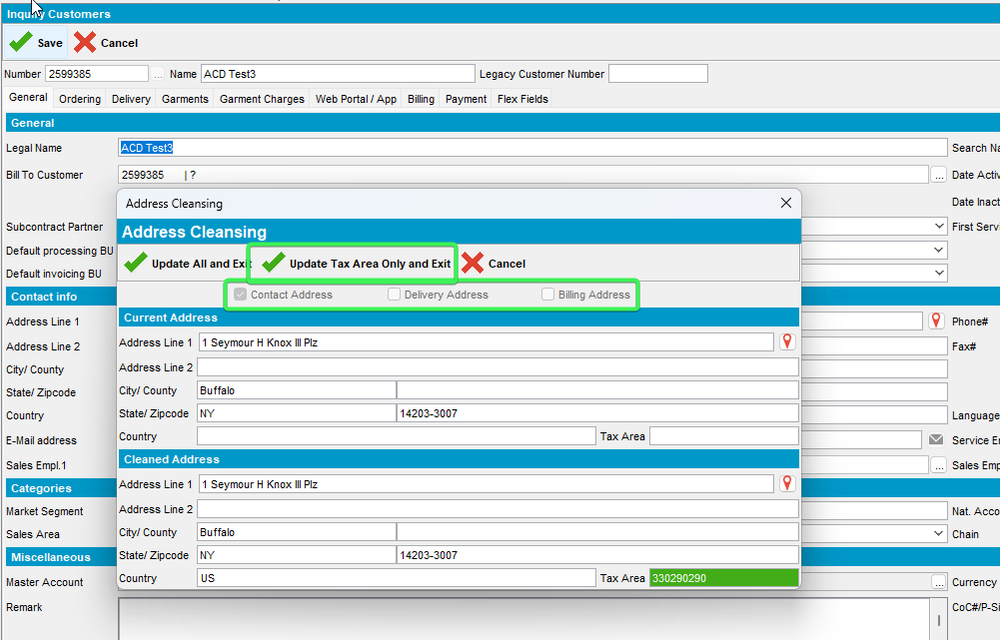 Inquiry Customers
Save Cancel
Number 2599385 ... Name ACD Test3 Legacy Customer Number
General Ordering Delivery Garments Garment Charges Web Portal / App Billing Payment Flex Fields
General
Legal Name ACD Test3 Search Na
Bill To Customer 2599385 | ? ... Date Activ
Date Inact
Subcontract Partner First Servi
Default processing BU
Default invoicing BU
Contact info
Address Line 1 Phone#
Address Line 2 Fax#
City/ County
State/ Zipcode
Country Language
E-Mail address Service En
Sales Empl.1 ... Sales Emp
Categories
Market Segment Nat. Acco
Sales Area Chain
Miscellaneous
Master Account ... Currency
Remark CoC#/P-Si
Address Cleansing
Address Cleansing
Update All and Exit Update Tax Area Only and Exit Cancel
Contact Address Delivery Address Billing Address
Current Address
Address Line 1 1 Seymour H Knox III Plz
Address Line 2
City/ County Buffalo
State/ Zipcode NY 14203-3007
Country Tax Area
Cleaned Address
Address Line 1 1 Seymour H Knox III Plz
Address Line 2
City/ County Buffalo
State/ Zipcode NY 14203-3007
Country US Tax Area 330290290